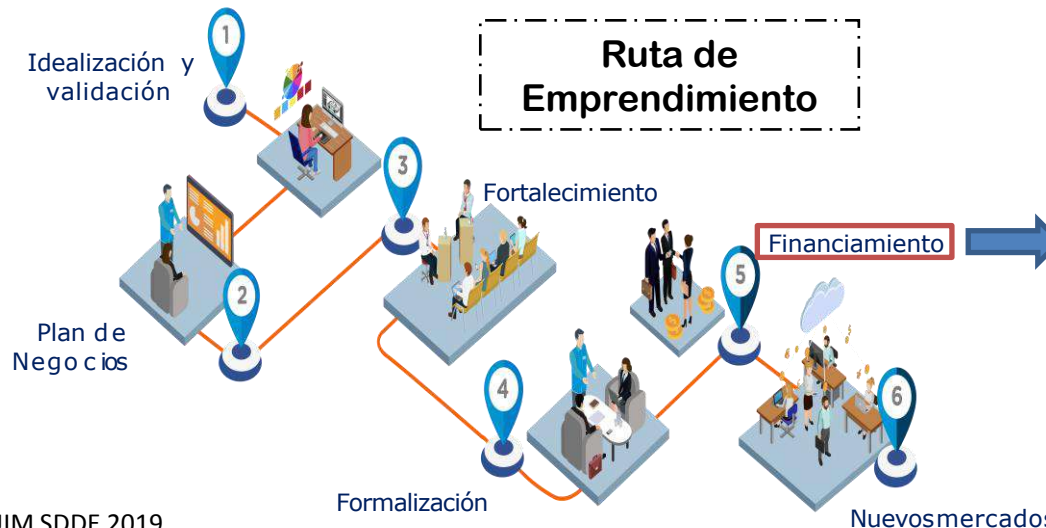 Ruta de
Emprendimiento
1
Idealización y
validación
2
Plan de
Negocios
3
Fortalecimiento
4
Formalización
5
Financiamiento
6
Nuevosmercados
SDDE 2019